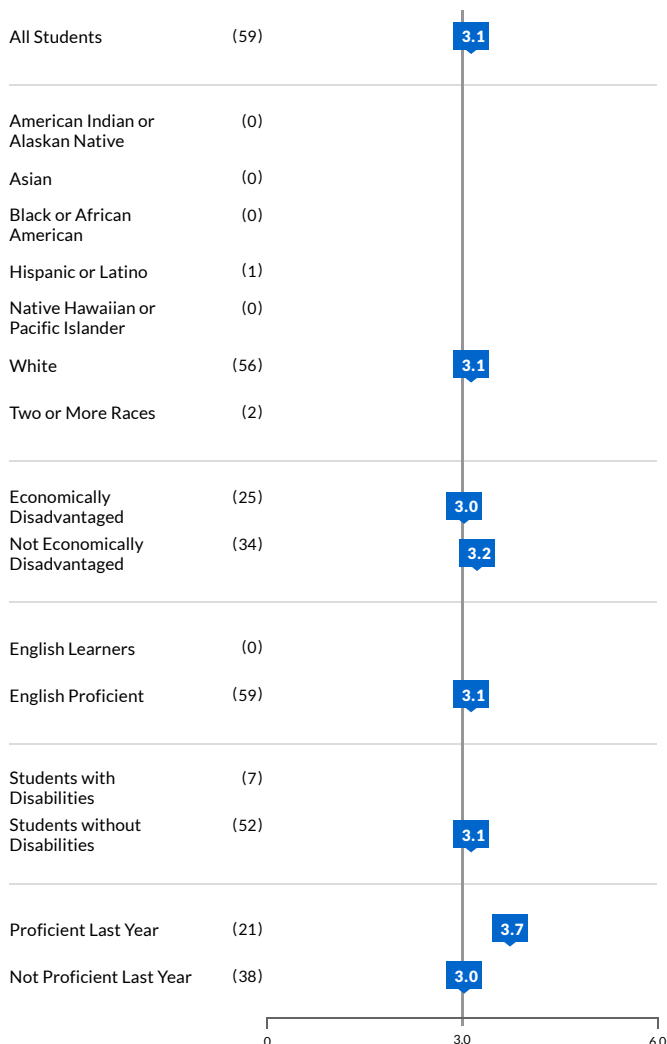 All Students (59) 3.1
American Indian or (0)
Alaskan Native
Asian (0)
Black or African (0)
American
Hispanic or Latino (1)
Native Hawaiian or (0)
Pacific Islander
White (56) 3.1
Two or More Races (2)
Economically (25) 3.0
Disadvantaged
Not Economically (34) 3.2
Disadvantaged
English Learners (0)
English Proficient (59) 3.1
Students with (7)
Disabilities
Students without (52) 3.1
Disabilities
Proficient Last Year (21) 3.7
Not Proficient Last Year (38) 3.0
0 3.0 6.0